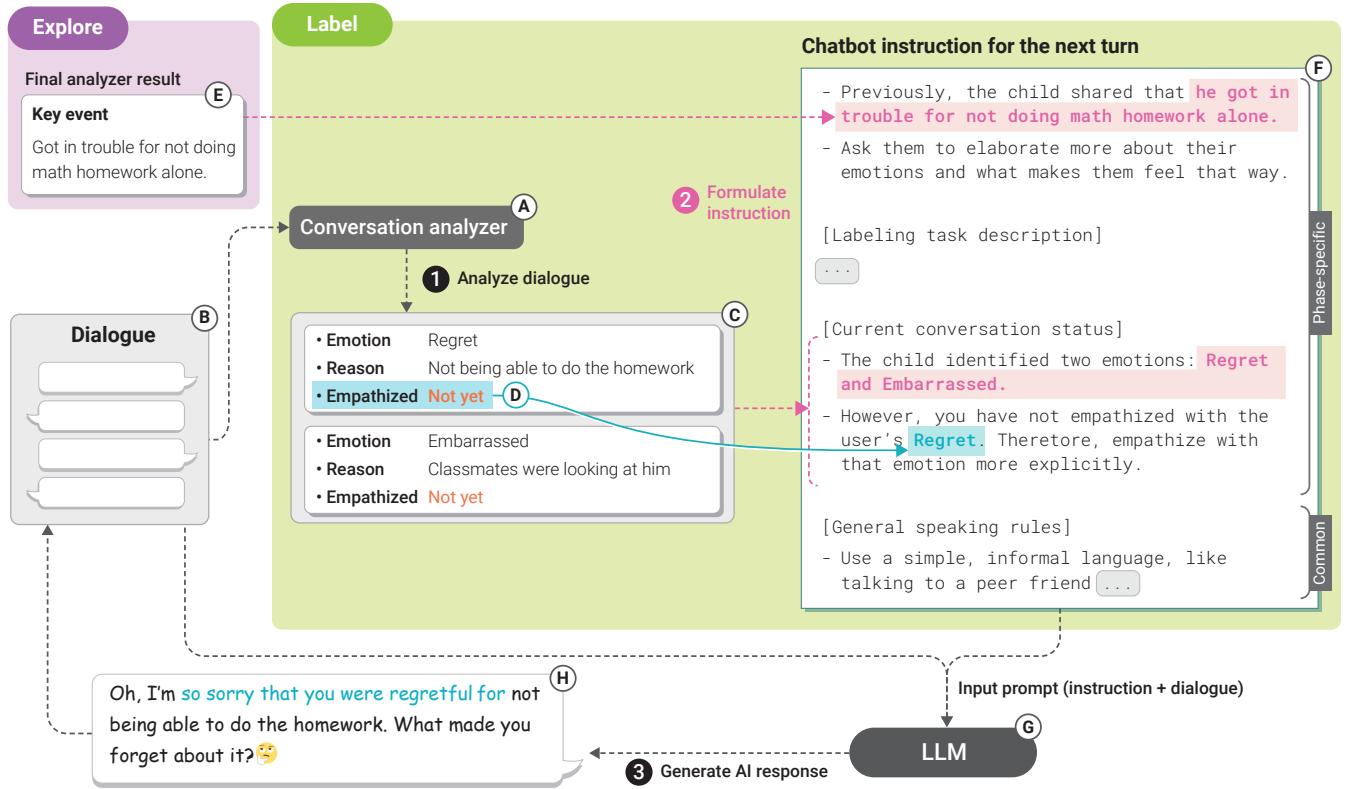 Explore
Final analyzer result
E
Key event
Got in trouble for not doing
math homework alone.
Label
Chatbot instruction for the next turn
F
– Previously, the child shared that he got in
trouble for not doing math homework alone.
– Ask them to elaborate more about their
emotions and what makes them feel that way.
[Labeling task description]
...
[Current conversation status]
– The child identified two emotions: Regret
and Embarrassed.
– However, you have not empathized with the
user's Regret. Theretore, empathize with
that emotion more explicitly.
Phase-specific
[General speaking rules]
– Use a simple, informal language, like
talking to a peer friend ...
Common
2 Formulate
instruction
A
Conversation analyzer
1 Analyze dialogue
B
Dialogue
C
• Emotion Regret
• Reason Not being able to do the homework
• Empathized Not yet D
• Emotion Embarrassed
• Reason Classmates were looking at him
• Empathized Not yet
Input prompt (instruction + dialogue)
G
LLM
3 Generate AI response
H
Oh, I'm so sorry that you were regretful for not
being able to do the homework. What made you
forget about it?🤔